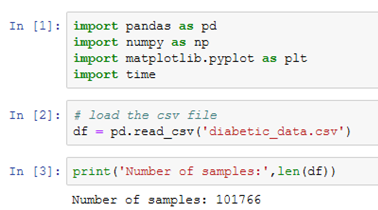 In [1]: import pandas as pd
import numpy as np
import matplotlib.pyplot as plt
import time
In [2]: # load the csv file
df = pd.read_csv('diabetic_data.csv')
In [3]: print('Number of samples:',len(df))
Number of samples: 101766